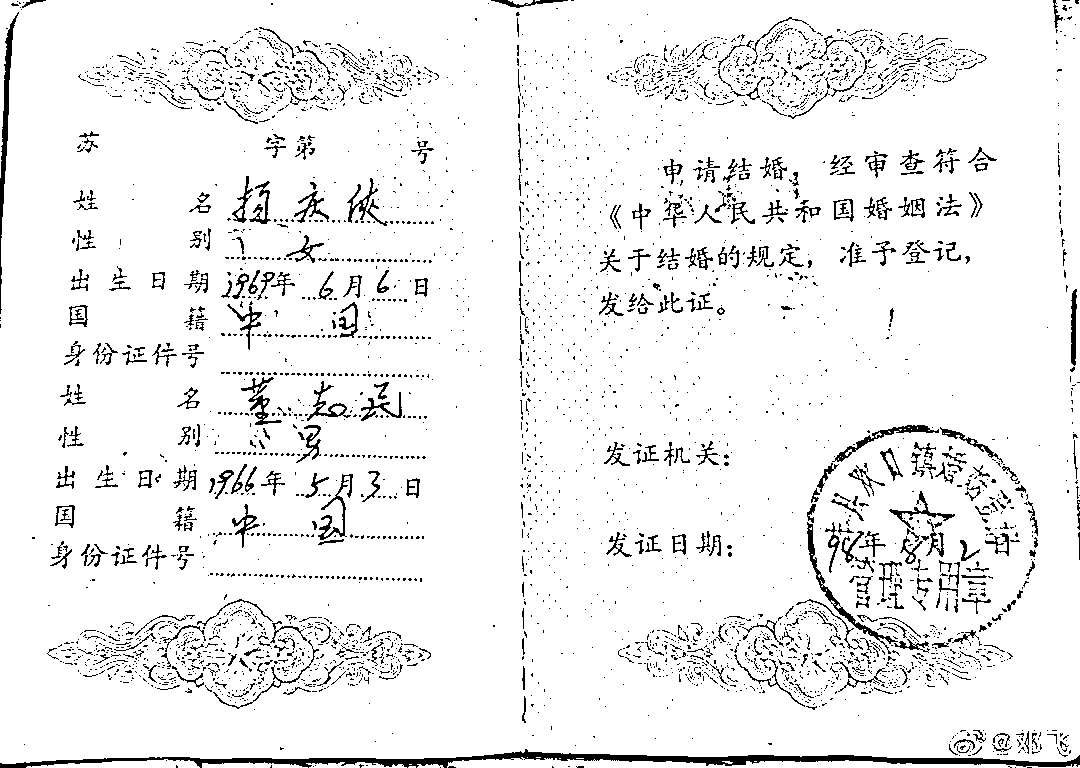 苏 字第 号
姓 名 杨庆侠
性 别 女
出生日期 1969年 6月 6日
国 籍 中 国
身份证件号
姓 名 董志民
性 别 男
出生日期 1966年 5月 3日
国 籍 中 国
身份证件号
申请结婚，经审查符合
《中华人民共和国婚姻法》
关于结婚的规定，准予登记，
发给此证。
发证机关：
发证日期： 98年 8月 2日
管理专用章
@邓飞